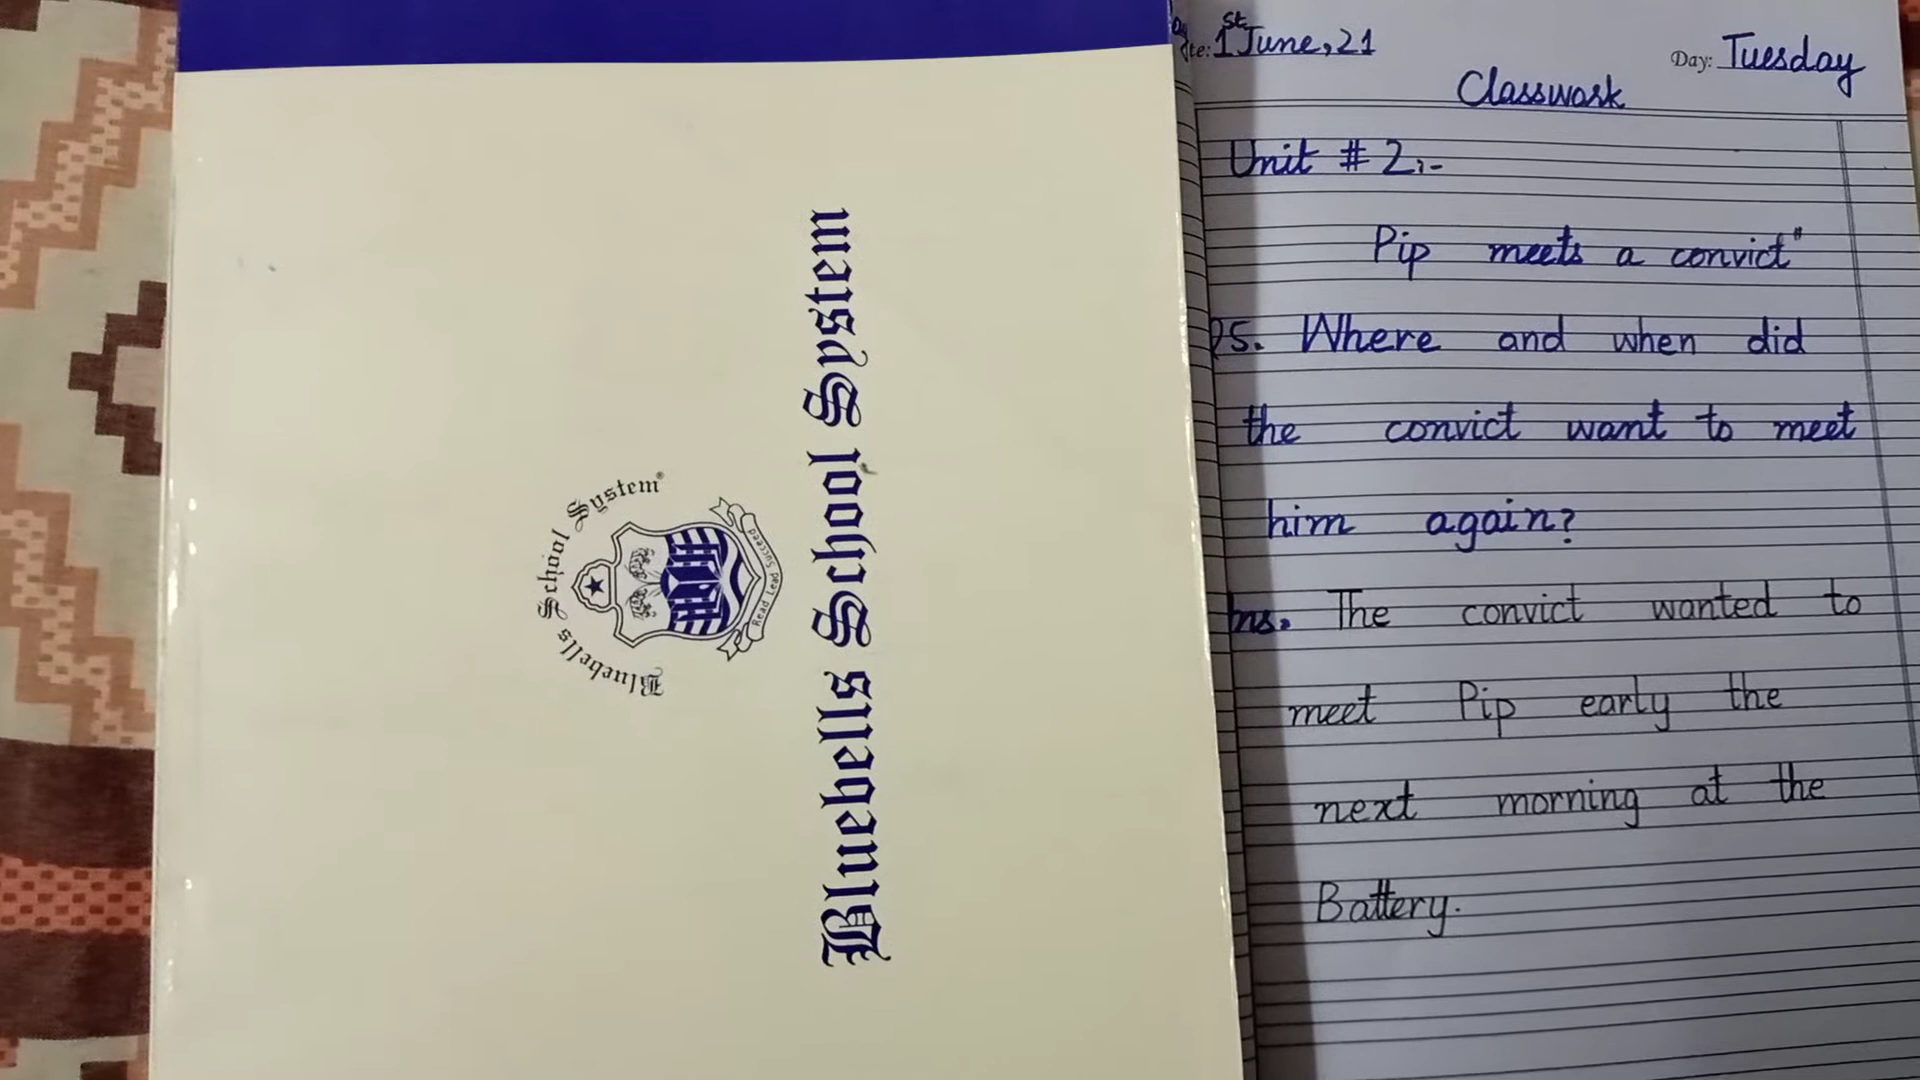 Bluebells School System
Bluebells School System®
Read Lead Succeed
1st June, 21
Day: Tuesday
Classwork
Unit # 2:-
Pip meets a convict"
5. Where and when did
the convict want to meet
him again?
ns. The convict wanted to
meet Pip early the
next morning at the
Battery.